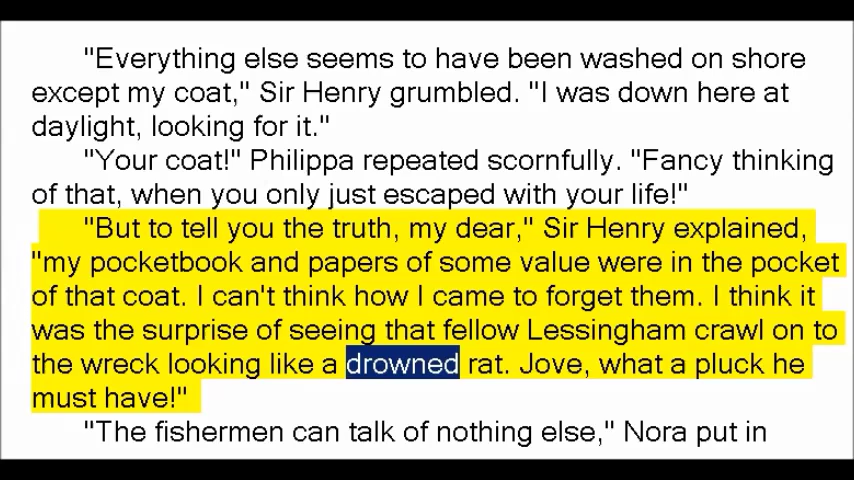 "Everything else seems to have been washed on shore
except my coat," Sir Henry grumbled. "I was down here at
daylight, looking for it."
"Your coat!" Philippa repeated scornfully. "Fancy thinking
of that, when you only just escaped with your life!"
"But to tell you the truth, my dear," Sir Henry explained,
"my pocketbook and papers of some value were in the pocket
of that coat. I can't think how I came to forget them. I think it
was the surprise of seeing that fellow Lessingham crawl on to
the wreck looking like a drowned rat. Jove, what a pluck he
must have!"
"The fishermen can talk of nothing else," Nora put in